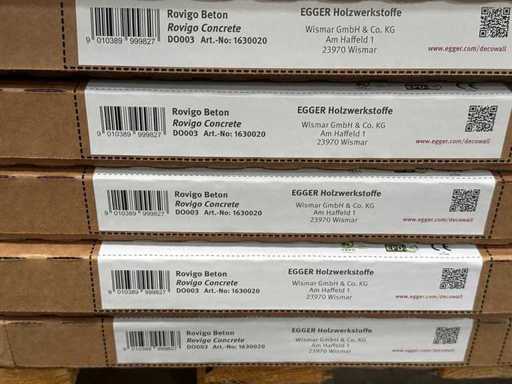 Rovigo Beton
Rovigo Concrete
DO003 Art.-No: 1630020
9 010389 999827
EGGER Holzwerkstoffe
Wismar GmbH & Co. KG
Am Haffeld 1
23970 Wismar
www.egger.com/decowall
Rovigo Beton
Rovigo Concrete
DO003 Art.-No: 1630020
9 010389 999827
EGGER Holzwerkstoffe
Wismar GmbH & Co. KG
Am Haffeld 1
23970 Wismar
egger.com/decowall
Rovigo Beton
Rovigo Concrete
DO003 Art.-No: 1630020
9 010389 999827
EGGER Holzwerkstoffe
Wismar GmbH & Co. KG
Am Haffeld 1
23970 Wismar
egger.com/decowall
EPD
CE
Rovigo Beton
Rovigo Concrete
DO003 Art.-No: 1630020
9 010389 999827
EGGER Holzwerkstoffe
Wismar GmbH & Co. KG
Am Haffeld 1
23970 Wismar
egger.com/decowall
Rovigo Beton
Rovigo Concrete
DO003 Art.-No: 1630020
9 010389 999827
EGGER Holzwerkstoffe
Wismar GmbH & Co. KG
Am Haffeld 1
23970 Wismar
egger.com/decowall